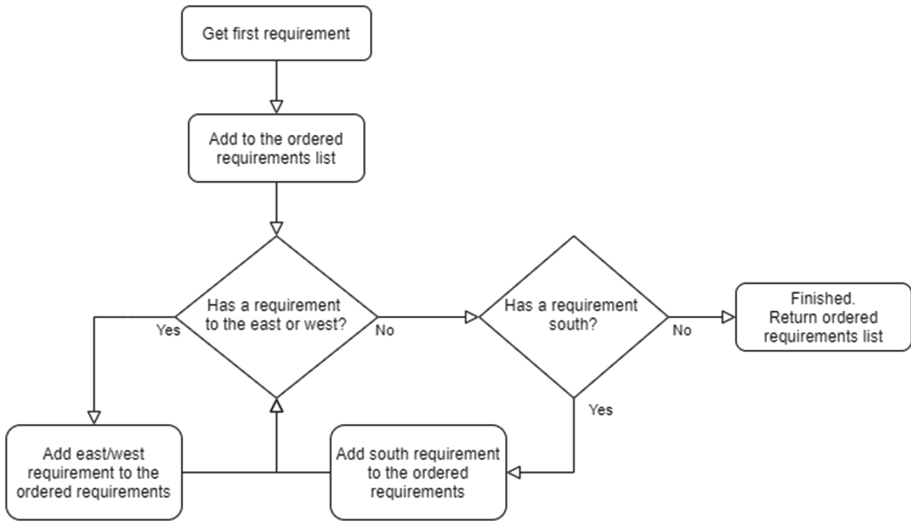 Get first requirement
Add to the ordered
requirements list
Has a requirement
to the east or west?
Yes
No
Has a requirement
south?
No
Yes
Finished.
Return ordered
requirements list
Add east/west
requirement to the
ordered requirements
Add south requirement
to the ordered
requirements